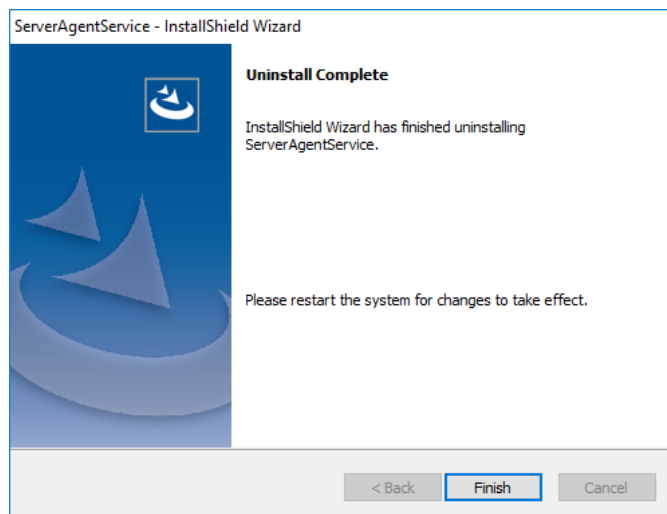 ServerAgentService - InstallShield Wizard
Uninstall Complete
InstallShield Wizard has finished uninstalling
ServerAgentService.
Please restart the system for changes to take effect.
< Back
Finish
Cancel